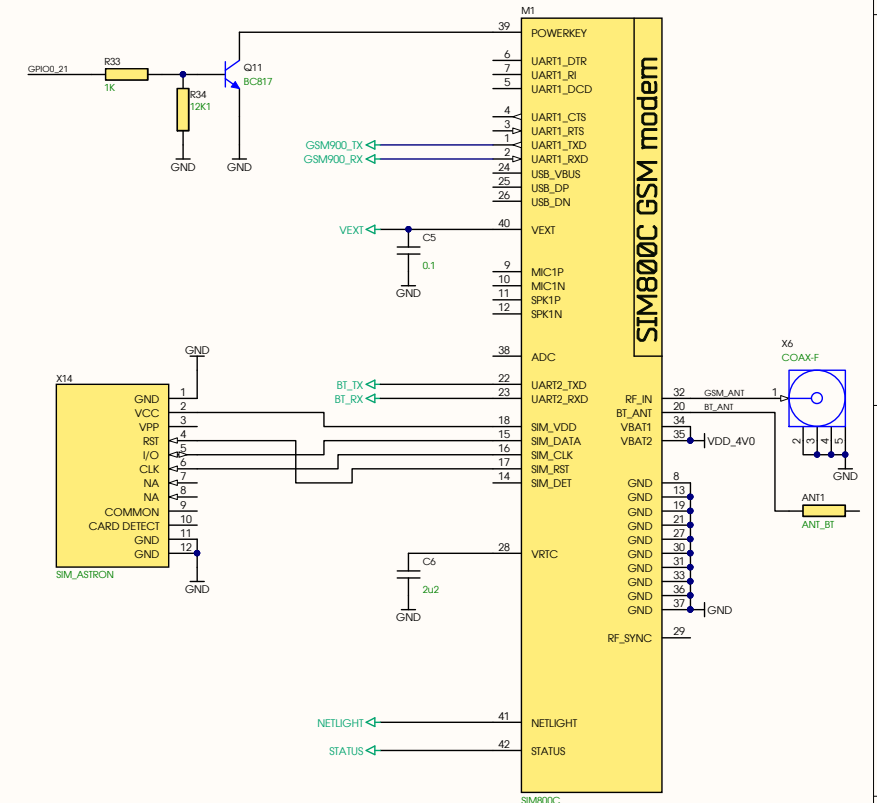 M1
39 POWERKEY
6 UART1_DTR
7 UART1_RI
5 UART1_DCD
4 UART1_CTS
3 UART1_RTS
1 UART1_TXD
2 UART1_RXD
24 USB_VBUS
25 USB_DP
26 USB_DN
40 VEXT
9 MIC1P
10 MIC1N
11 SPK1P
12 SPK1N
38 ADC
22 UART2_TXD
23 UART2_RXD
18 SIM_VDD
15 SIM_DATA
16 SIM_CLK
17 SIM_RST
14 SIM_DET
28 VRTC
41 NETLIGHT
42 STATUS
SIM800C
SIM800C GSM modem
RF_IN 32
BT_ANT 20
VBAT1 34
VBAT2 35
VDD_4V0
GND 8
GND 13
GND 19
GND 21
GND 27
GND 30
GND 31
GND 33
GND 36
GND 37
GND
RF_SYNC 29
GPIO0_21
R33
1K
R34
12K1
Q11
BC817
GND
GND
GSM900_TX
GSM900_RX
VEXT
C5
0.1
GND
BT_TX
BT_RX
GND
X14
GND 1
VCC 2
VPP 3
RST 4
I/O 5
CLK 6
NA 7
NA 8
COMMON 9
CARD DETECT 10
GND 11
GND 12
SIM_ASTRON
GND
C6
2u2
GND
NETLIGHT
STATUS
X6
COAX-F
GSM_ANT 1
BT_ANT
2 3 4 5
GND
ANT1
ANT_BT